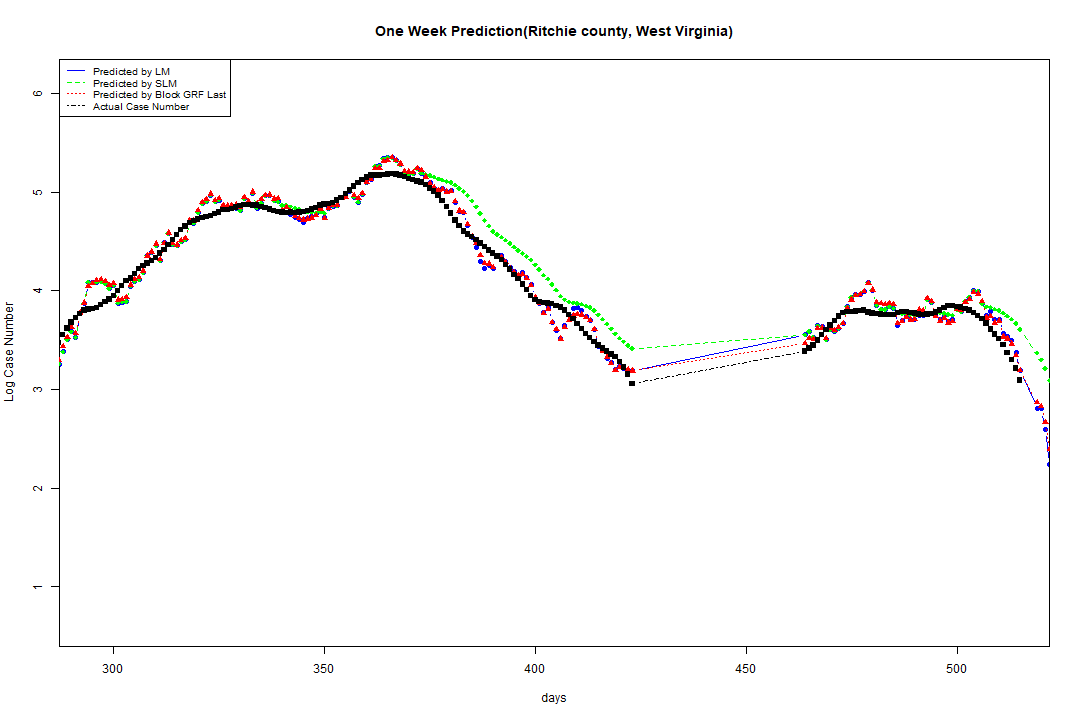 One Week Prediction(Ritchie county, West Virginia)
Predicted by LM
Predicted by SLM
Predicted by Block GRF Last
Actual Case Number
Log Case Number
6
5
4
3
2
1
300 350 400 450 500
days